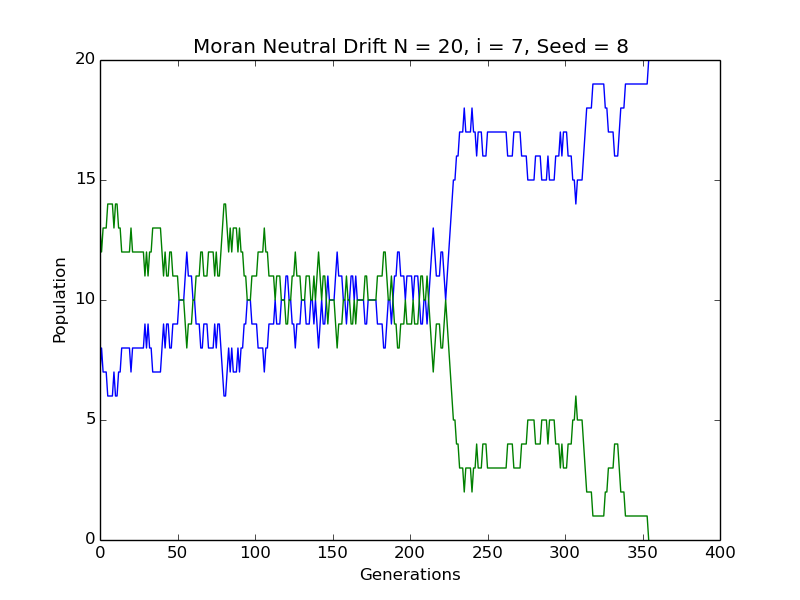 Moran Neutral Drift N = 20, i = 7, Seed = 8
20
15
10
5
0
Population
0 50 100 150 200 250 300 350 400
Generations